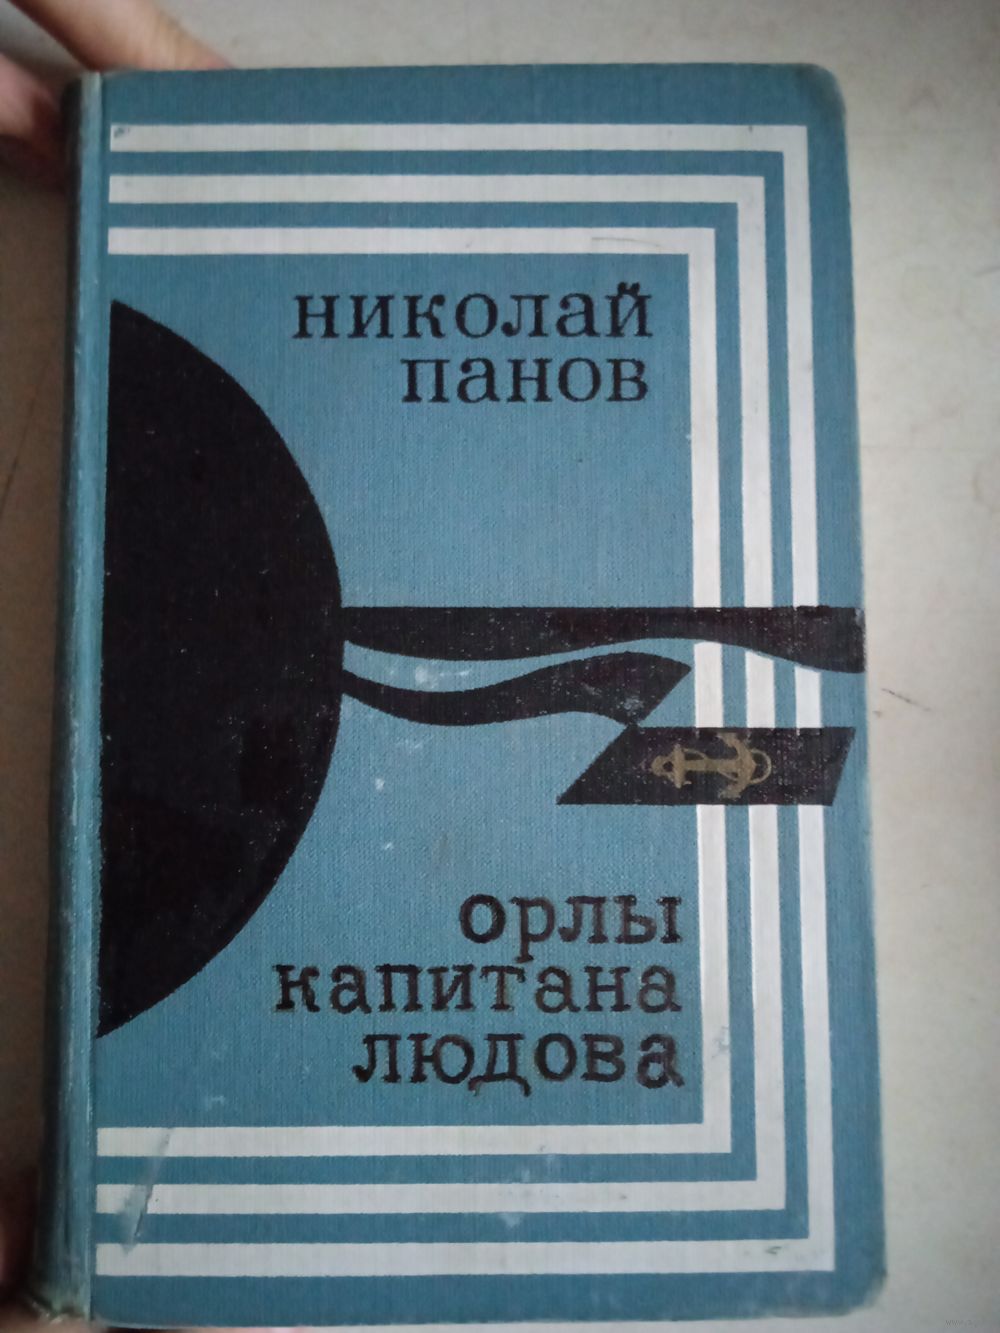 николай
панов
орлы
капитана
людова